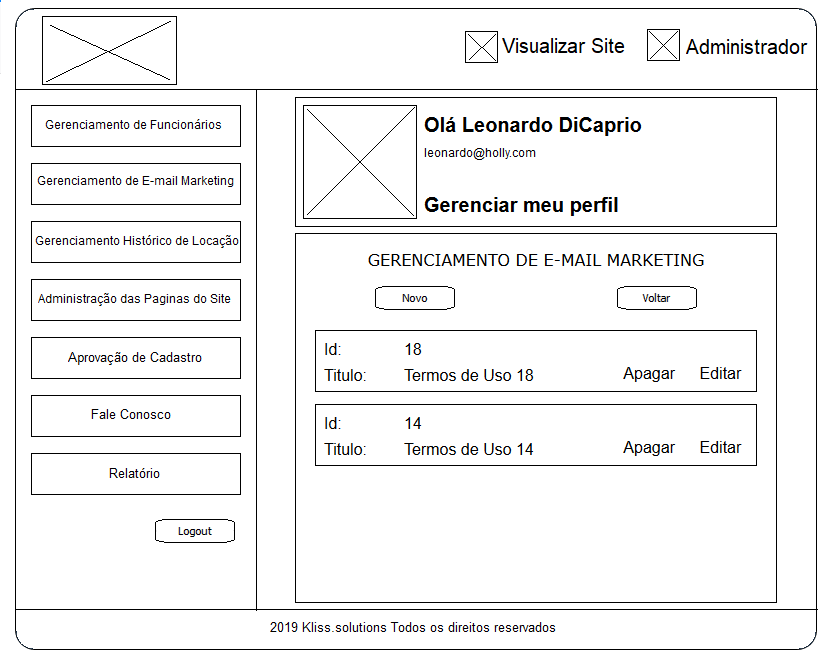 Visualizar Site
Administrador
Gerenciamento de Funcionários
Gerenciamento de E-mail Marketing
Gerenciamento Histórico de Locação
Administração das Paginas do Site
Aprovação de Cadastro
Fale Conosco
Relatório
Logout
Olá Leonardo DiCaprio
leonardo@holly.com
Gerenciar meu perfil
GERENCIAMENTO DE E-MAIL MARKETING
Novo
Voltar
Id: 18
Titulo: Termos de Uso 18 Apagar Editar
Id: 14
Titulo: Termos de Uso 14 Apagar Editar
2019 Kliss.solutions Todos os direitos reservados